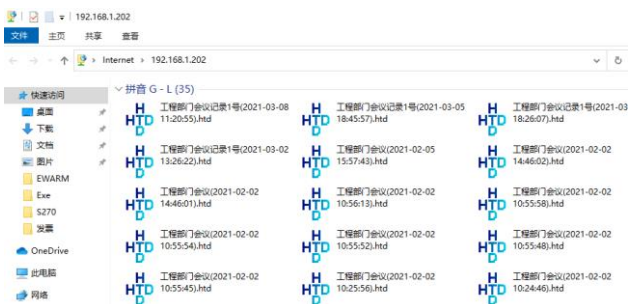 192.168.1.202
文件 主页 共享 查看
Internet 192.168.1.202
快速访问
桌面
下载
文档
图片
EWARM
Exe
S270
发票
OneDrive
此电脑
网络
拼音 G - L (35)
工程部门会议记录1号(2021-03-08
11:20:55).htd
工程部门会议记录1号(2021-03-05
18:45:57).htd
工程部门会议记录1号(2021-03
18:26:07).htd
工程部门会议记录1号(2021-03-02
13:26:22).htd
工程部门会议(2021-02-05
15:57:43).htd
工程部门会议(2021-02-02
14:46:02).htd
工程部门会议(2021-02-02
14:46:01).htd
工程部门会议(2021-02-02
10:56:13).htd
工程部门会议(2021-02-02
10:55:58).htd
工程部门会议(2021-02-02
10:55:54).htd
工程部门会议(2021-02-02
10:55:52).htd
工程部门会议(2021-02-02
10:55:48).htd
工程部门会议(2021-02-02
10:55:45).htd
工程部门会议(2021-02-02
10:25:56).htd
工程部门会议(2021-02-02
10:24:46).htd